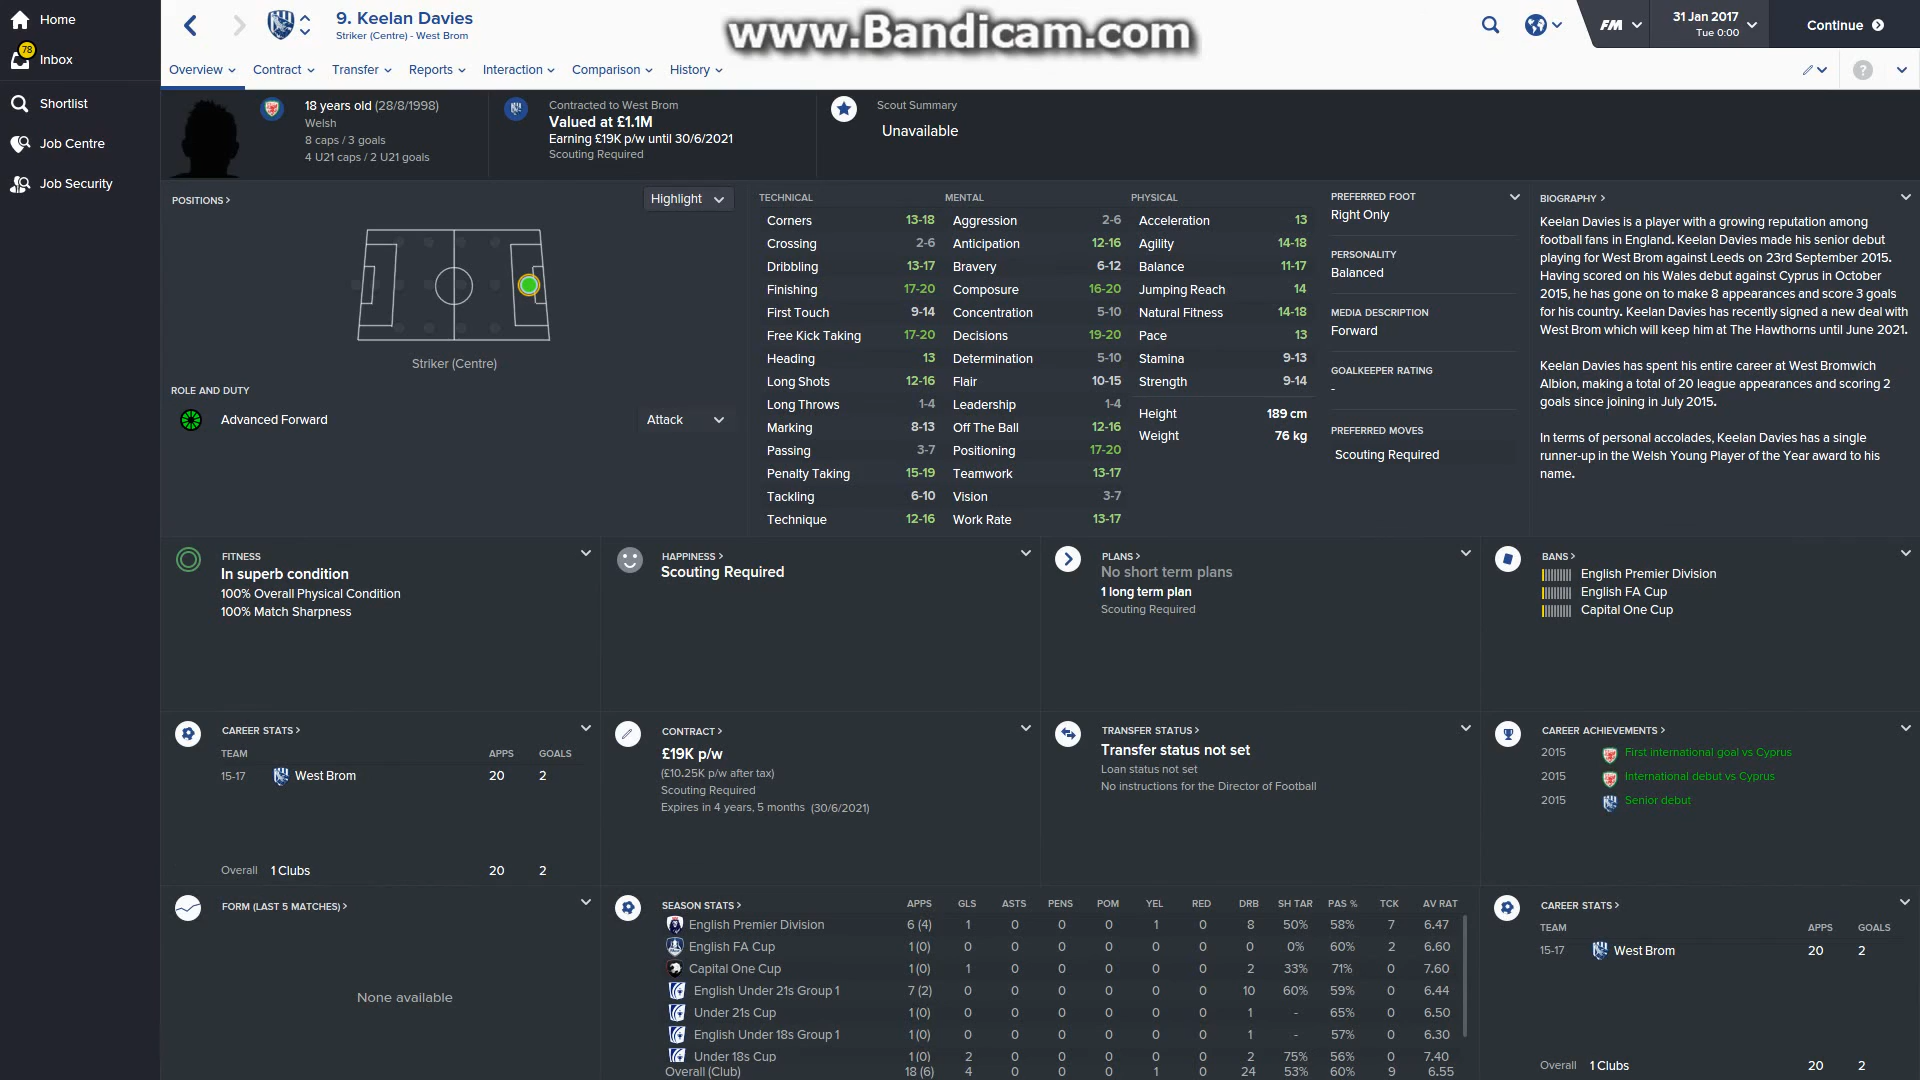 Home
78
Inbox
Shortlist
Job Centre
Job Security
9. Keelan Davies
Striker (Centre) - West Brom
www.Bandicam.com
FM
31 Jan 2017
Tue 0:00
Continue
Overview
Contract
Transfer
Reports
Interaction
Comparison
History
?
18 years old (28/8/1998)
Welsh
8 caps / 3 goals
4 U21 caps / 2 U21 goals
Contracted to West Brom
Valued at £1.1M
Earning £19K p/w until 30/6/2021
Scouting Required
Scout Summary
Unavailable
POSITIONS >
Highlight
Striker (Centre)
ROLE AND DUTY
Advanced Forward
Attack
TECHNICAL
Corners 13-18
Crossing 2-6
Dribbling 13-17
Finishing 17-20
First Touch 9-14
Free Kick Taking 17-20
Heading 13
Long Shots 12-16
Long Throws 1-4
Marking 8-13
Passing 3-7
Penalty Taking 15-19
Tackling 6-10
Technique 12-16
MENTAL
Aggression 2-6
Anticipation 12-16
Bravery 6-12
Composure 16-20
Concentration 5-10
Decisions 19-20
Determination 5-10
Flair 10-15
Leadership 1-4
Off The Ball 12-16
Positioning 17-20
Teamwork 13-17
Vision 3-7
Work Rate 13-17
PHYSICAL
Acceleration 13
Agility 14-18
Balance 11-17
Jumping Reach 14
Natural Fitness 14-18
Pace 13
Stamina 9-13
Strength 9-14
Height 189 cm
Weight 76 kg
PREFERRED FOOT
Right Only
PERSONALITY
Balanced
MEDIA DESCRIPTION
Forward
GOALKEEPER RATING
-
PREFERRED MOVES
Scouting Required
BIOGRAPHY >
Keelan Davies is a player with a growing reputation among
football fans in England. Keelan Davies made his senior debut
playing for West Brom against Leeds on 23rd September 2015.
Having scored on his Wales debut against Cyprus in October
2015, he has gone on to make 8 appearances and score 3 goals
for his country. Keelan Davies has recently signed a new deal with
West Brom which will keep him at The Hawthorns until June 2021.
Keelan Davies has spent his entire career at West Bromwich
Albion, making a total of 20 league appearances and scoring 2
goals since joining in July 2015.
In terms of personal accolades, Keelan Davies has a single
runner-up in the Welsh Young Player of the Year award to his
name.
FITNESS
In superb condition
100% Overall Physical Condition
100% Match Sharpness
HAPPINESS >
Scouting Required
PLANS >
No short term plans
1 long term plan
Scouting Required
BANS >
English Premier Division
English FA Cup
Capital One Cup
CAREER STATS >
TEAM APPS GOALS
15-17 West Brom 20 2
Overall 1 Clubs 20 2
CONTRACT >
£19K p/w
(£10.25K p/w after tax)
Scouting Required
Expires in 4 years, 5 months (30/6/2021)
TRANSFER STATUS >
Transfer status not set
Loan status not set
No instructions for the Director of Football
CAREER ACHIEVEMENTS >
2015 First international goal vs Cyprus
2015 International debut vs Cyprus
2015 Senior debut
FORM (LAST 5 MATCHES) >
None available
SEASON STATS > APPS GLS ASTS PENS POM YEL RED DRB SH TAR PAS % TCK AV RAT
English Premier Division 6 (4) 1 0 0 0 1 0 8 50% 58% 7 6.47
English FA Cup 1 (0) 0 0 0 0 0 0 0 0% 60% 2 6.60
Capital One Cup 1 (0) 1 0 0 0 0 0 2 33% 71% 0 7.60
English Under 21s Group 1 7 (2) 0 0 0 0 0 0 10 60% 59% 0 6.44
Under 21s Cup 1 (0) 0 0 0 0 0 0 1 - 65% 0 6.50
English Under 18s Group 1 1 (0) 0 0 0 0 0 0 1 - 57% 0 6.30
Under 18s Cup 1 (0) 2 0 0 0 0 0 2 75% 56% 0 7.40
Overall (Club) 18 (6) 4 0 0 0 1 0 24 53% 60% 9 6.55
CAREER STATS >
TEAM APPS GOALS
15-17 West Brom 20 2
Overall 1 Clubs 20 2